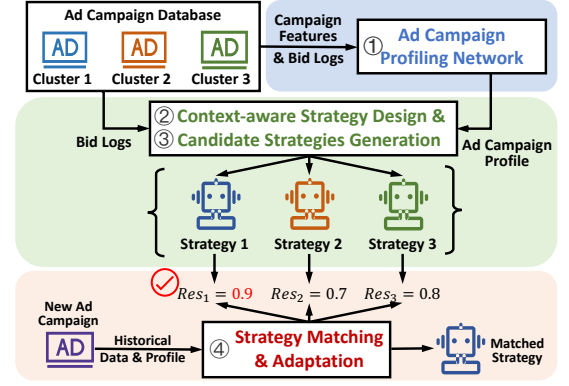 Ad Campaign Database
AD AD AD
Cluster 1 Cluster 2 Cluster 3
Campaign
Features
& Bid Logs
① Ad Campaign
Profiling Network
Bid Logs
② Context-aware Strategy Design &
③ Candidate Strategies Generation
Ad Campaign
Profile
Strategy 1 Strategy 2 Strategy 3
Res₁ = 0.9 Res₂ = 0.7 Res₃ = 0.8
New Ad
Campaign
AD
Historical
Data & Profile
④ Strategy Matching
& Adaptation
Matched
Strategy